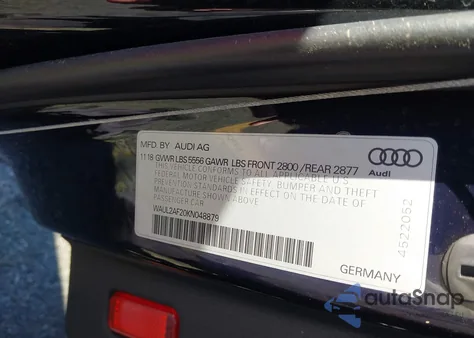 MFD. BY AUDI AG
11 18 GVWR LBS 5556 GAWR LBS FRONT 2800 / REAR 2877
THIS VEHICLE CONFORMS TO ALL APPLICABLE U.S.
FEDERAL MOTOR VEHICLE SAFETY, BUMPER AND THEFT
PREVENTION STANDARDS IN EFFECT ON THE DATE OF
MANUFACTURE SHOWN ABOVE.
PASSENGER CAR
WAUL2AF20KN048879
Audi
4522052
GERMANY
autoSnap